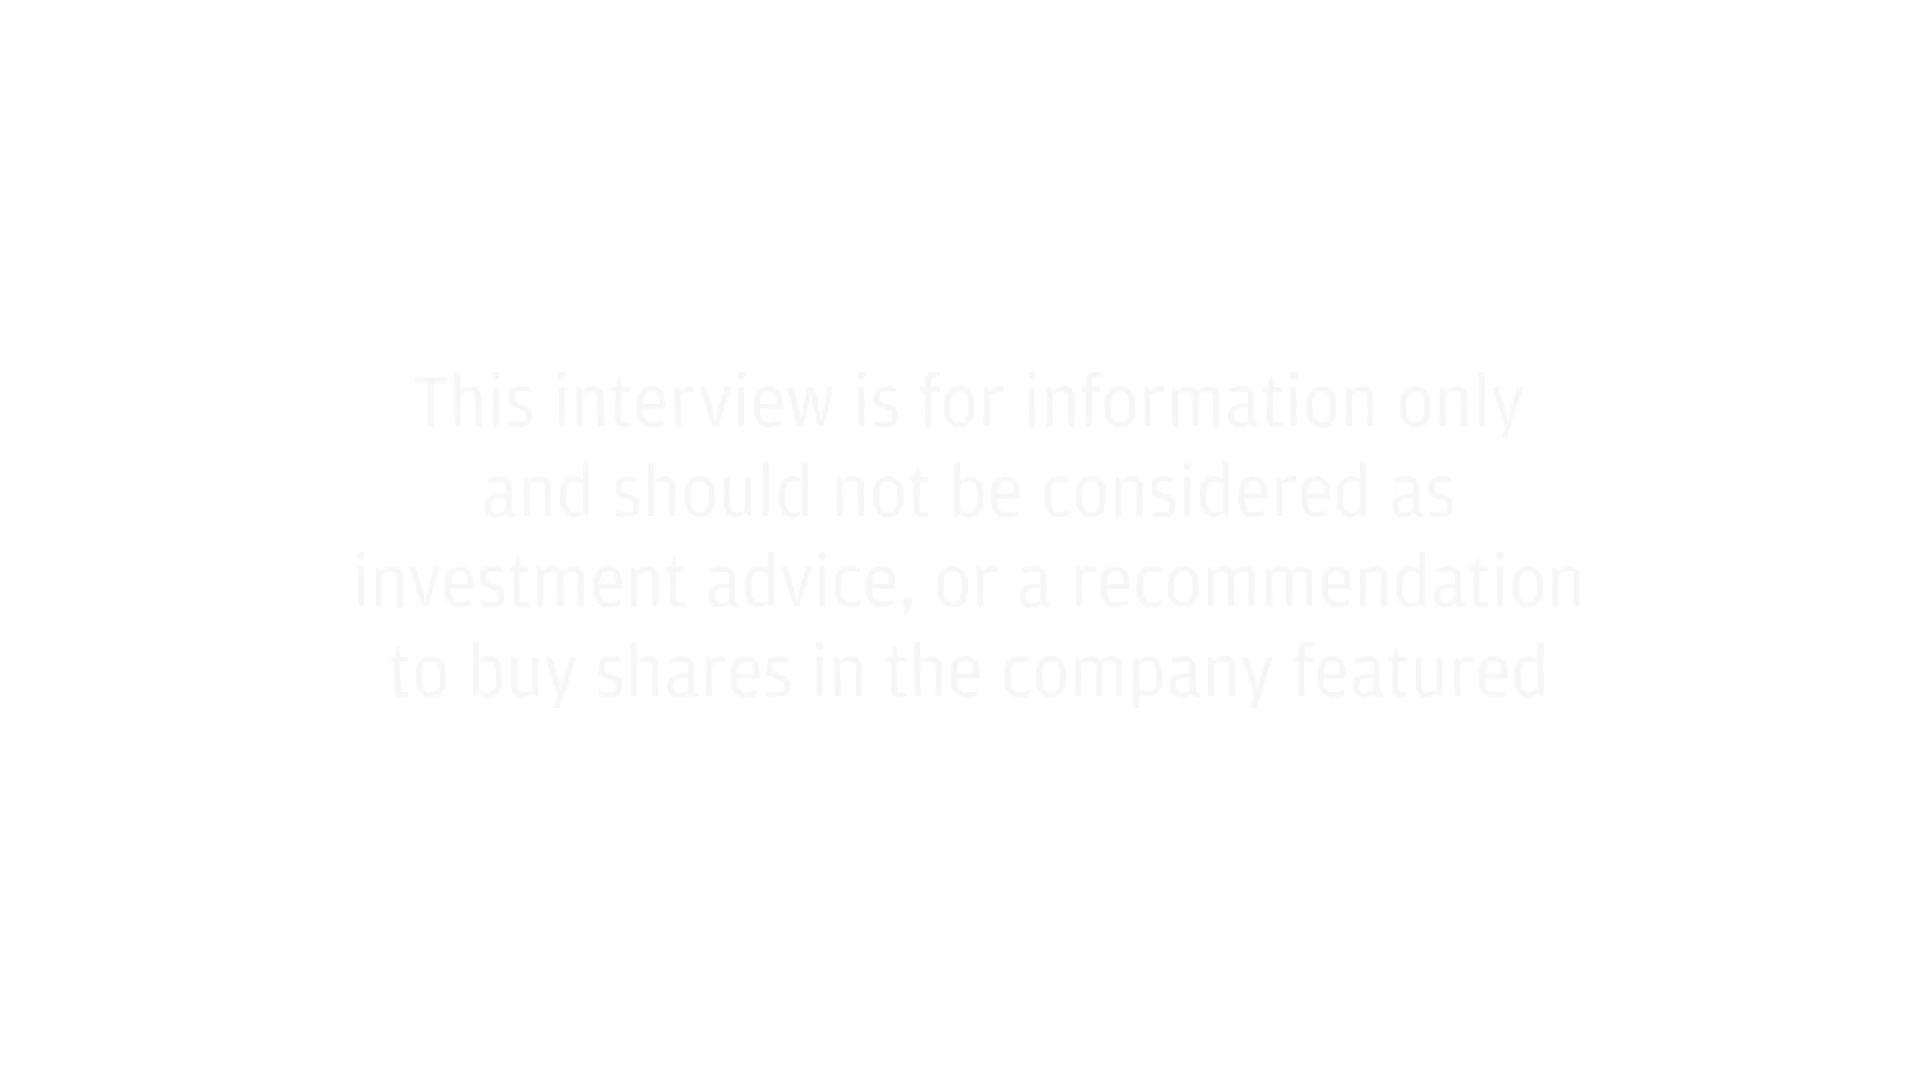 This interview is for information only
and should not be considered as
investment advice, or a recommendation
to buy shares in the company featured